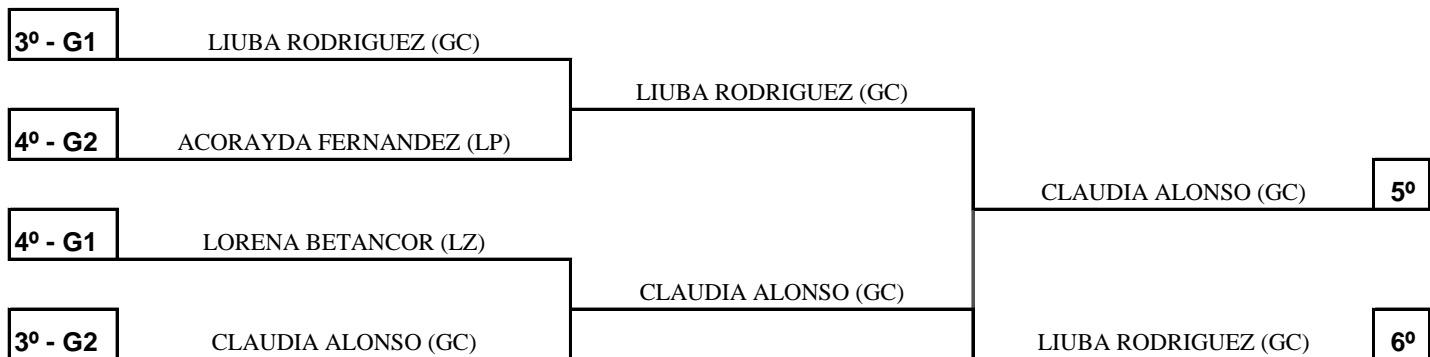 3º - G1 LIUBA RODRIGUEZ (GC)
LIUBA RODRIGUEZ (GC)
4º - G2 ACORAYDA FERNANDEZ (LP)
CLAUDIA ALONSO (GC) 5º
4º - G1 LORENA BETANCOR (LZ)
CLAUDIA ALONSO (GC)
3º - G2 CLAUDIA ALONSO (GC) LIUBA RODRIGUEZ (GC) 6º